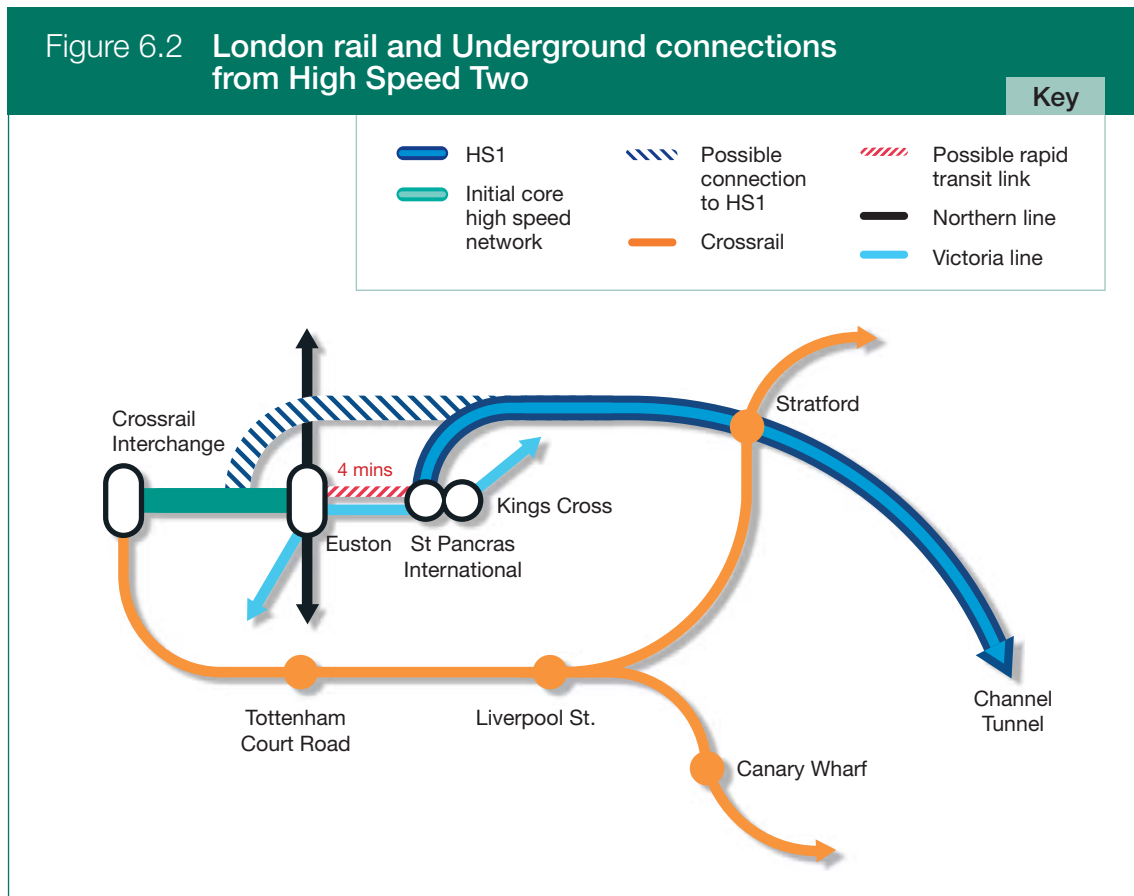 Figure 6.2 London rail and Underground connections
from High Speed Two
Key
HS1
Initial core
high speed
network
Possible
connection
to HS1
Crossrail
Possible rapid
transit link
Northern line
Victoria line
Crossrail
Interchange
Stratford
4 mins
Kings Cross
Euston
St Pancras
International
Channel
Tunnel
Tottenham
Court Road
Liverpool St.
Canary Wharf